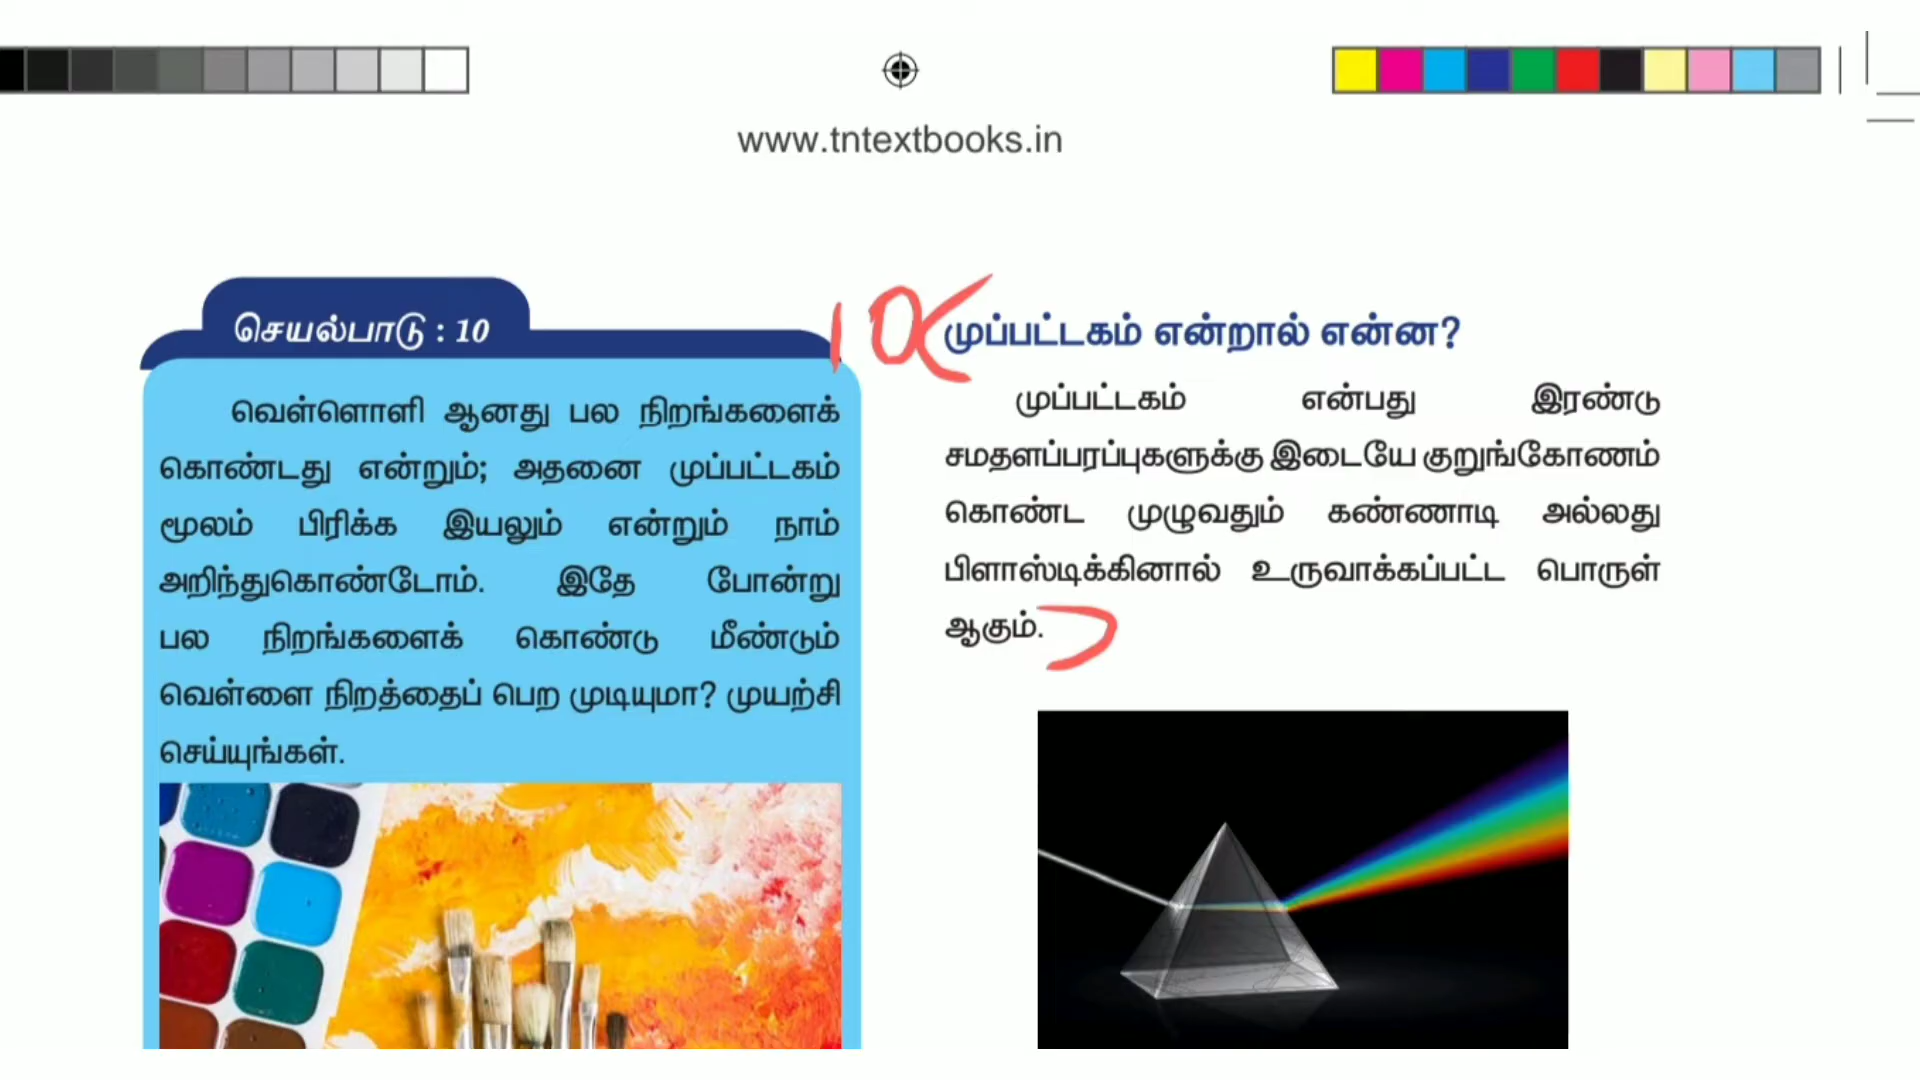 www.tntextbooks.in
செயல்பாடு : 10
வெள்ளொளி ஆனது பல நிறங்களைக்
கொண்டது என்றும்; அதனை முப்பட்டகம்
மூலம் பிரிக்க இயலும் என்றும் நாம்
அறிந்துகொண்டோம். இதே போன்று
பல நிறங்களைக் கொண்டு மீண்டும்
வெள்ளை நிறத்தைப் பெற முடியுமா? முயற்சி
செய்யுங்கள்.
10
முப்பட்டகம் என்றால் என்ன?
முப்பட்டகம் என்பது இரண்டு
சமதளப்பரப்புகளுக்கு இடையே குறுங்கோணம்
கொண்ட முழுவதும் கண்ணாடி அல்லது
பிளாஸ்டிக்கினால் உருவாக்கப்பட்ட பொருள்
ஆகும்.